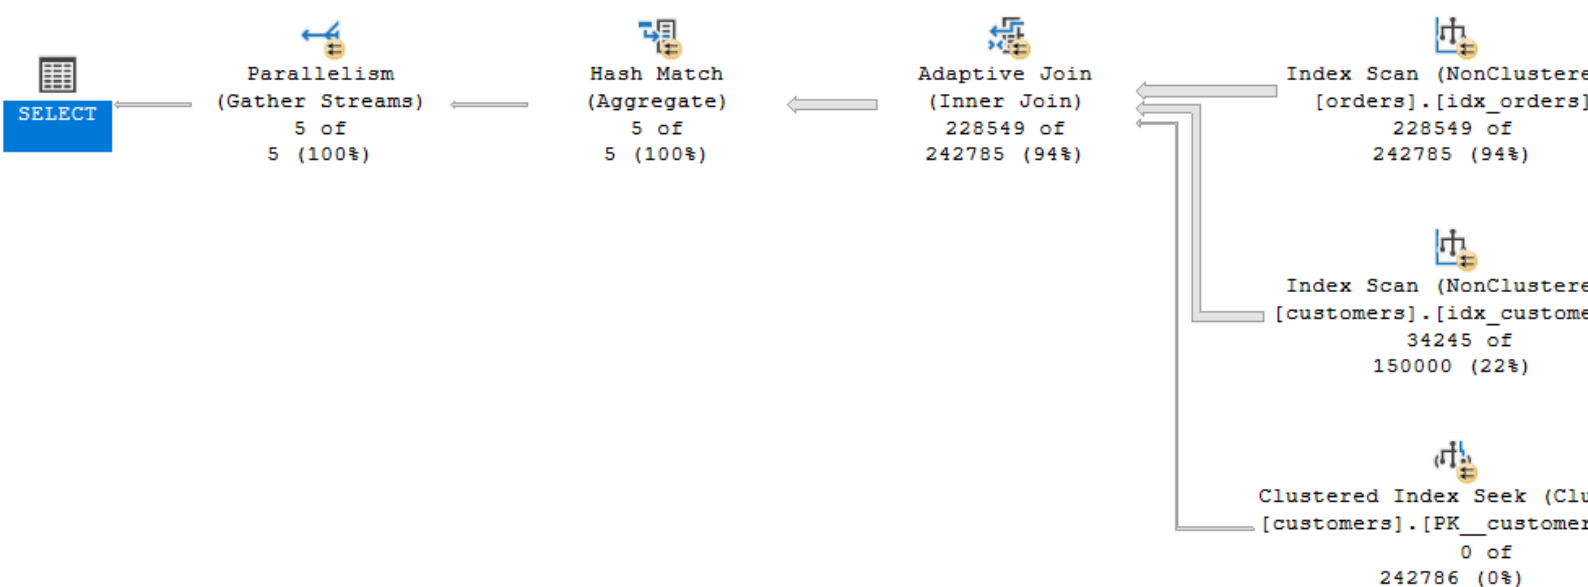 SELECT
Parallelism
(Gather Streams)
5 of
5 (100%)
Hash Match
(Aggregate)
5 of
5 (100%)
Adaptive Join
(Inner Join)
228549 of
242785 (94%)
Index Scan (NonClustere
[orders].[idx_orders]
228549 of
242785 (94%)
Index Scan (NonClustere
[customers].[idx_custome
34245 of
150000 (22%)
Clustered Index Seek (Clu
[customers].[PK__customer
0 of
242786 (0%)